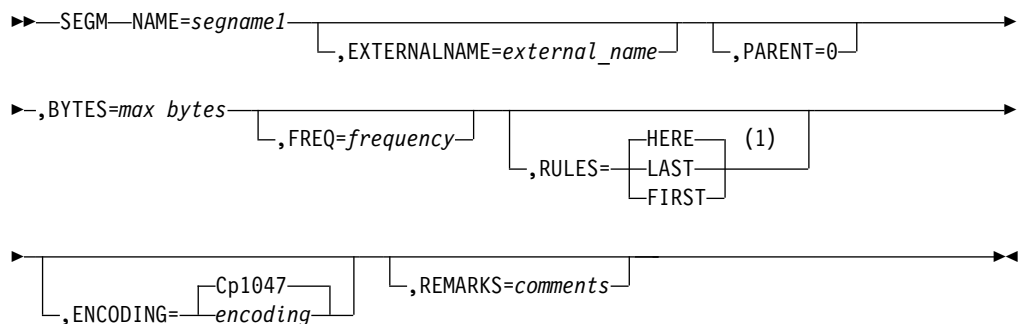 SEGM NAME=segname1
,EXTERNALNAME=external_name ,PARENT=0
,BYTES=max bytes
,FREQ=frequency HERE (1)
,RULES= LAST
FIRST
Cp1047 ,REMARKS=comments
,ENCODING= encoding